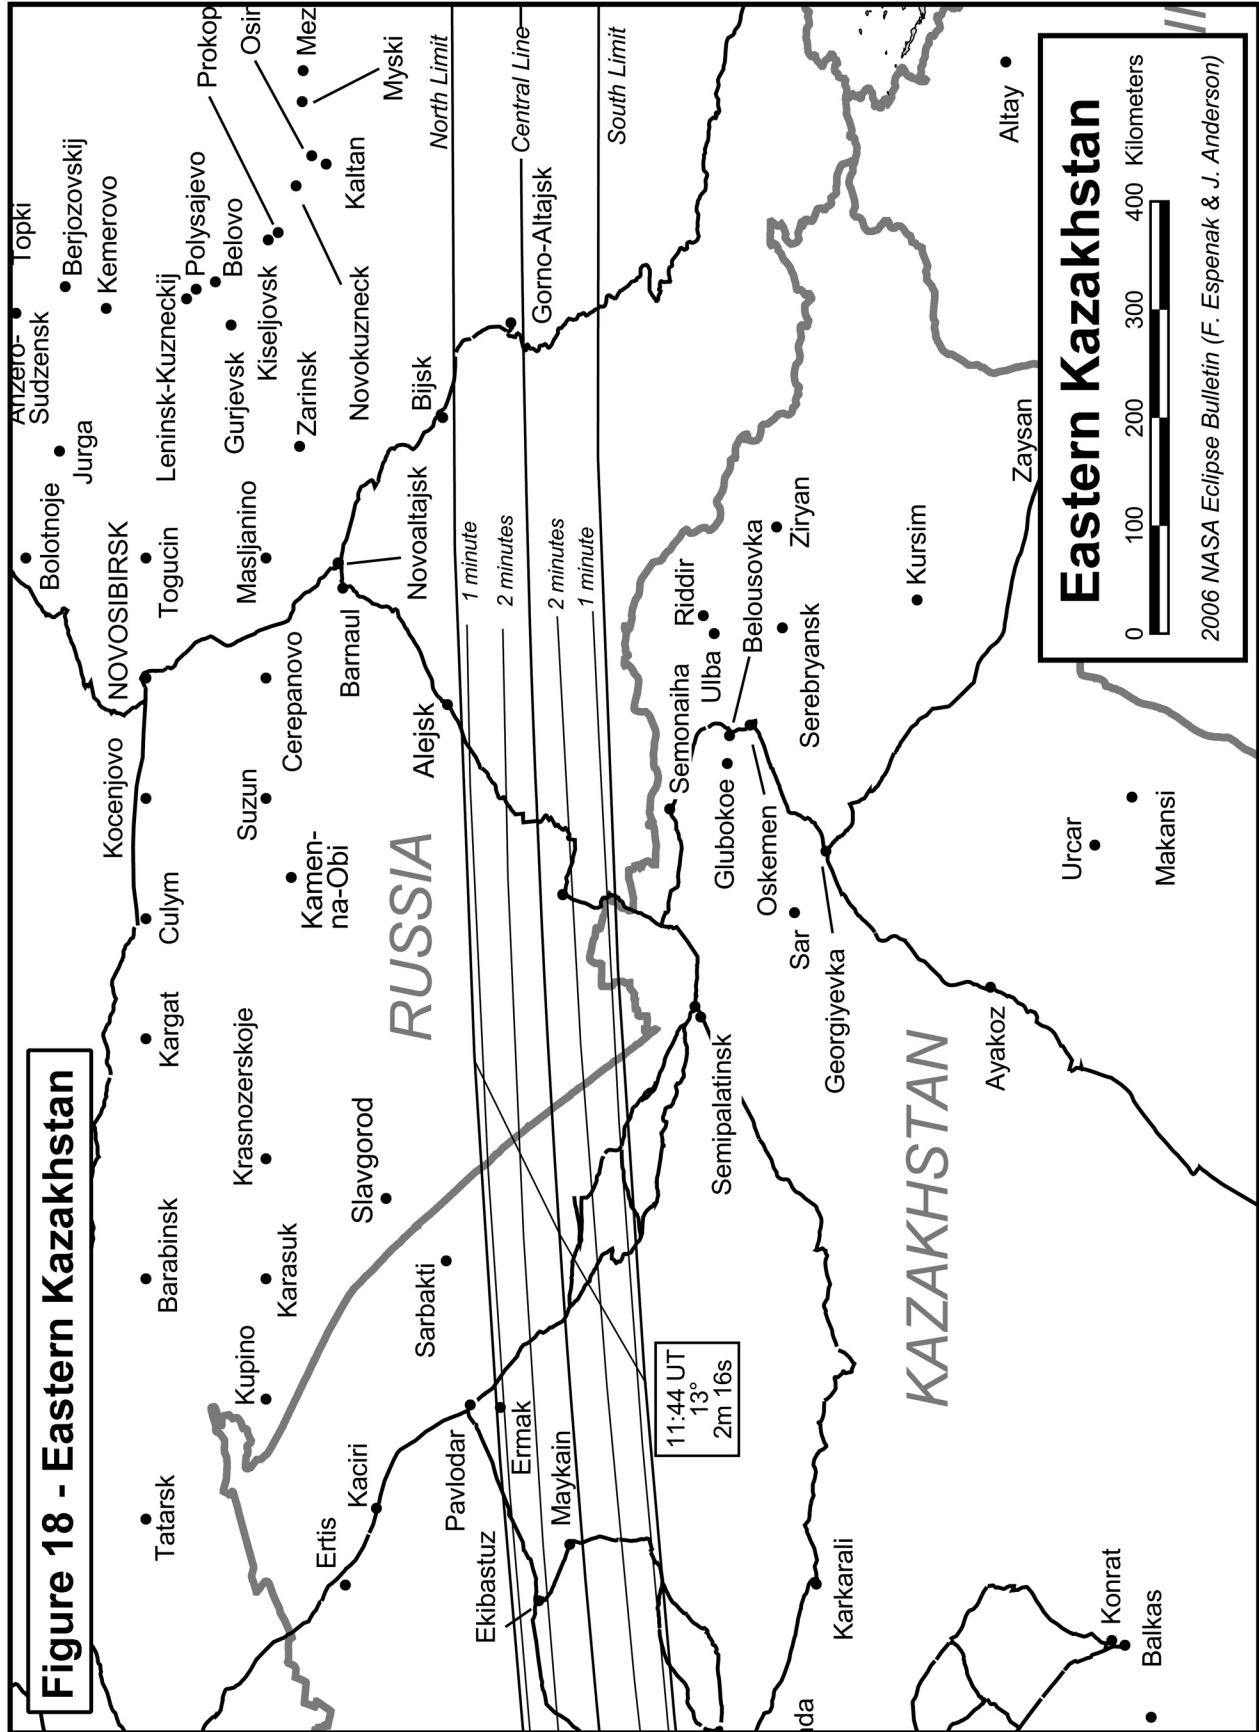 Figure 18 - Eastern Kazakhstan
Tatarsk
Barabinsk
Kargat
Culym
Kocenjovo
NOVOSIBIRSK
Togucin
Bolotnoje
Jurga
Anzero-
Sudzensk
Topki
Berjozovskij
Kemerovo
Leninsk-Kuzneckij
Polysajevo
Belovo
Gurjevsk
Kiseljovsk
Prokop
Osin
Mez
Myski
Kaltan
Novokuzneck
Zarinsk
Masljanino
Cerepanovo
Suzun
Kamen-
na-Obi
Krasnozerskoje
Karasuk
Kupino
Slavgorod
Sarbakti
Kaciri
Ertis
Pavlodar
Ermak
Maykain
Ekibastuz
RUSSIA
Alejsk
Barnaul
Novoaltajsk
Bijsk
Gorno-Altajsk
North Limit
Central Line
South Limit
1 minute
2 minutes
2 minutes
1 minute
11:44 UT
13°
2m 16s
Semipalatinsk
Semonaiha
Riddir
Ulba
Belousovka
Glubokoe
Oskemen
Serebryansk
Ziryan
Kursim
Zaysan
Sar
Georgiyevka
Ayakoz
Urcar
Makansi
KAZAKHSTAN
Karkarali
Konrat
Balkas
da
Altay
Eastern Kazakhstan
0 100 200 300 400 Kilometers
2006 NASA Eclipse Bulletin (F. Espenak & J. Anderson)